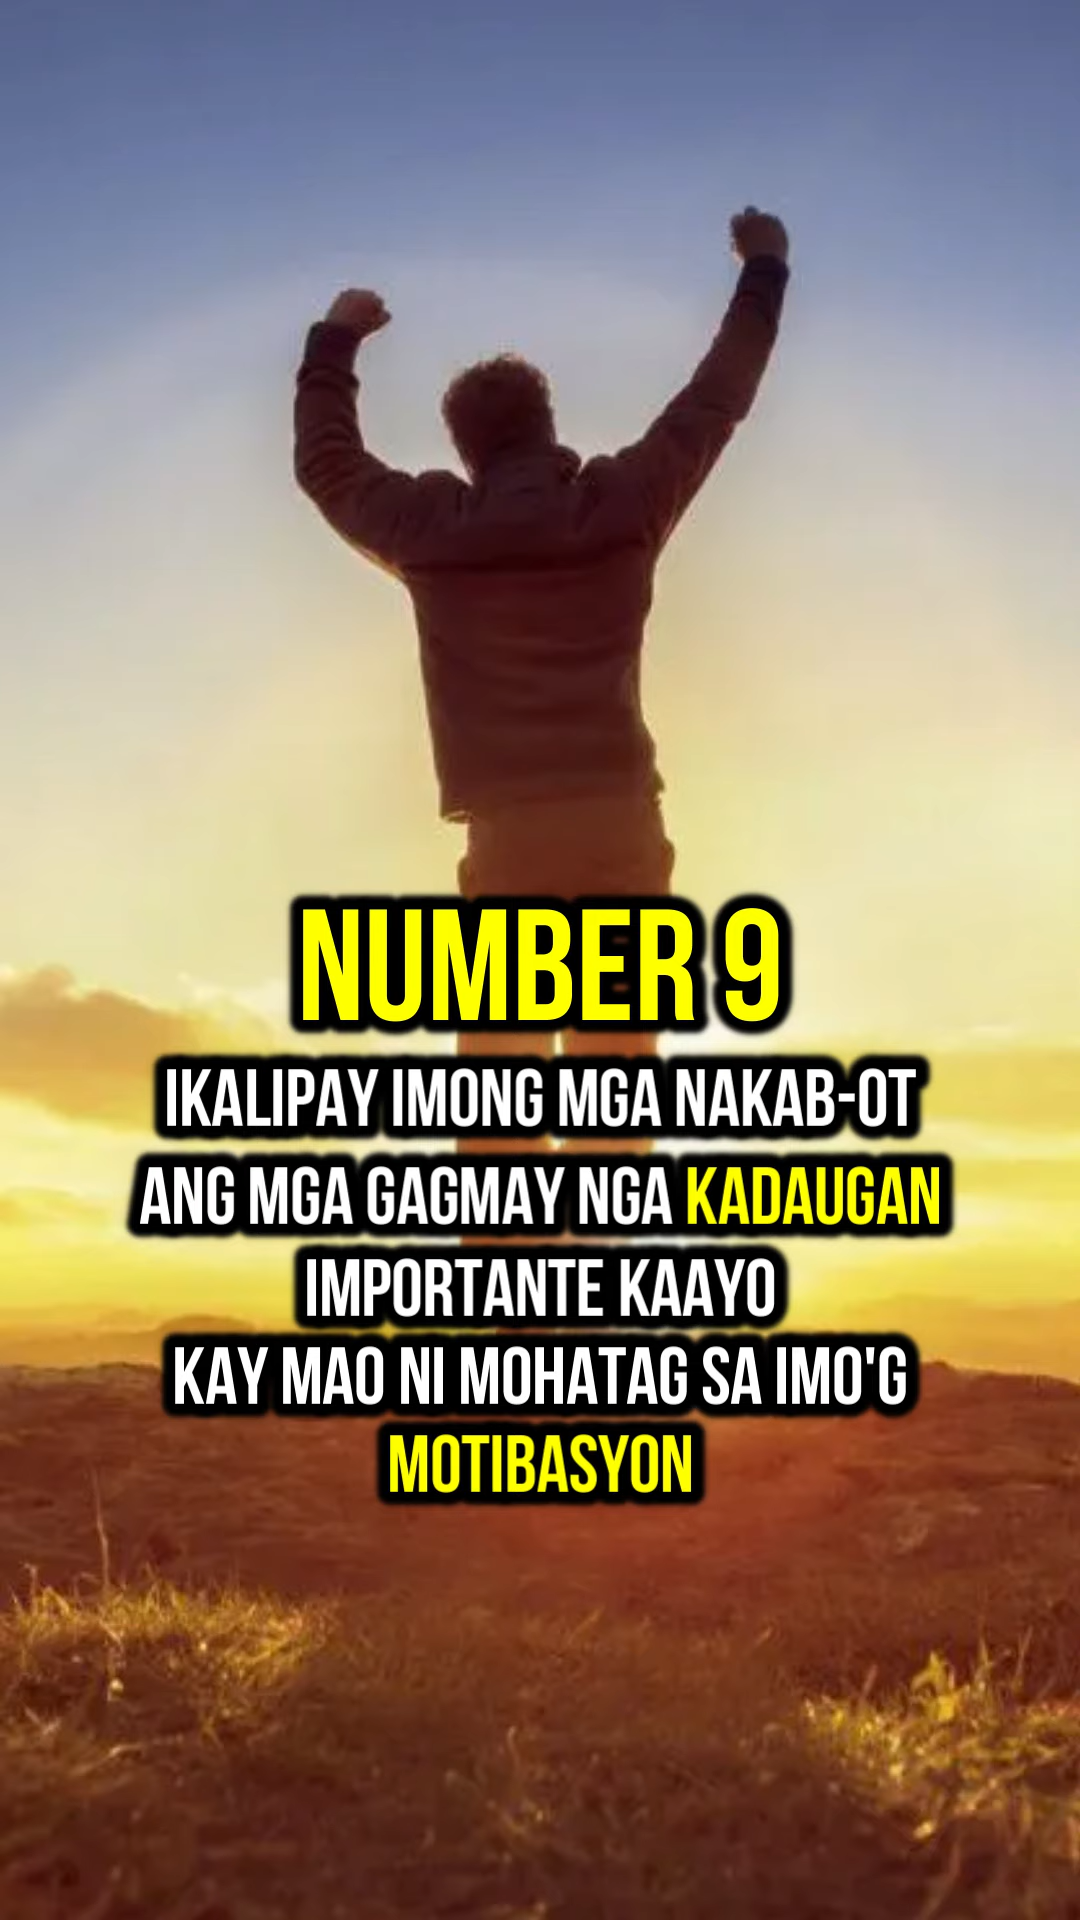 NUMBER 9
IKALIPAY IMONG MGA NAKAB-OT
ANG MGA GAGMAY NGA KADAUGAN
IMPORTANTE KAAYO
KAY MAO NI MOHATAG SA IMO'G
MOTIBASYON